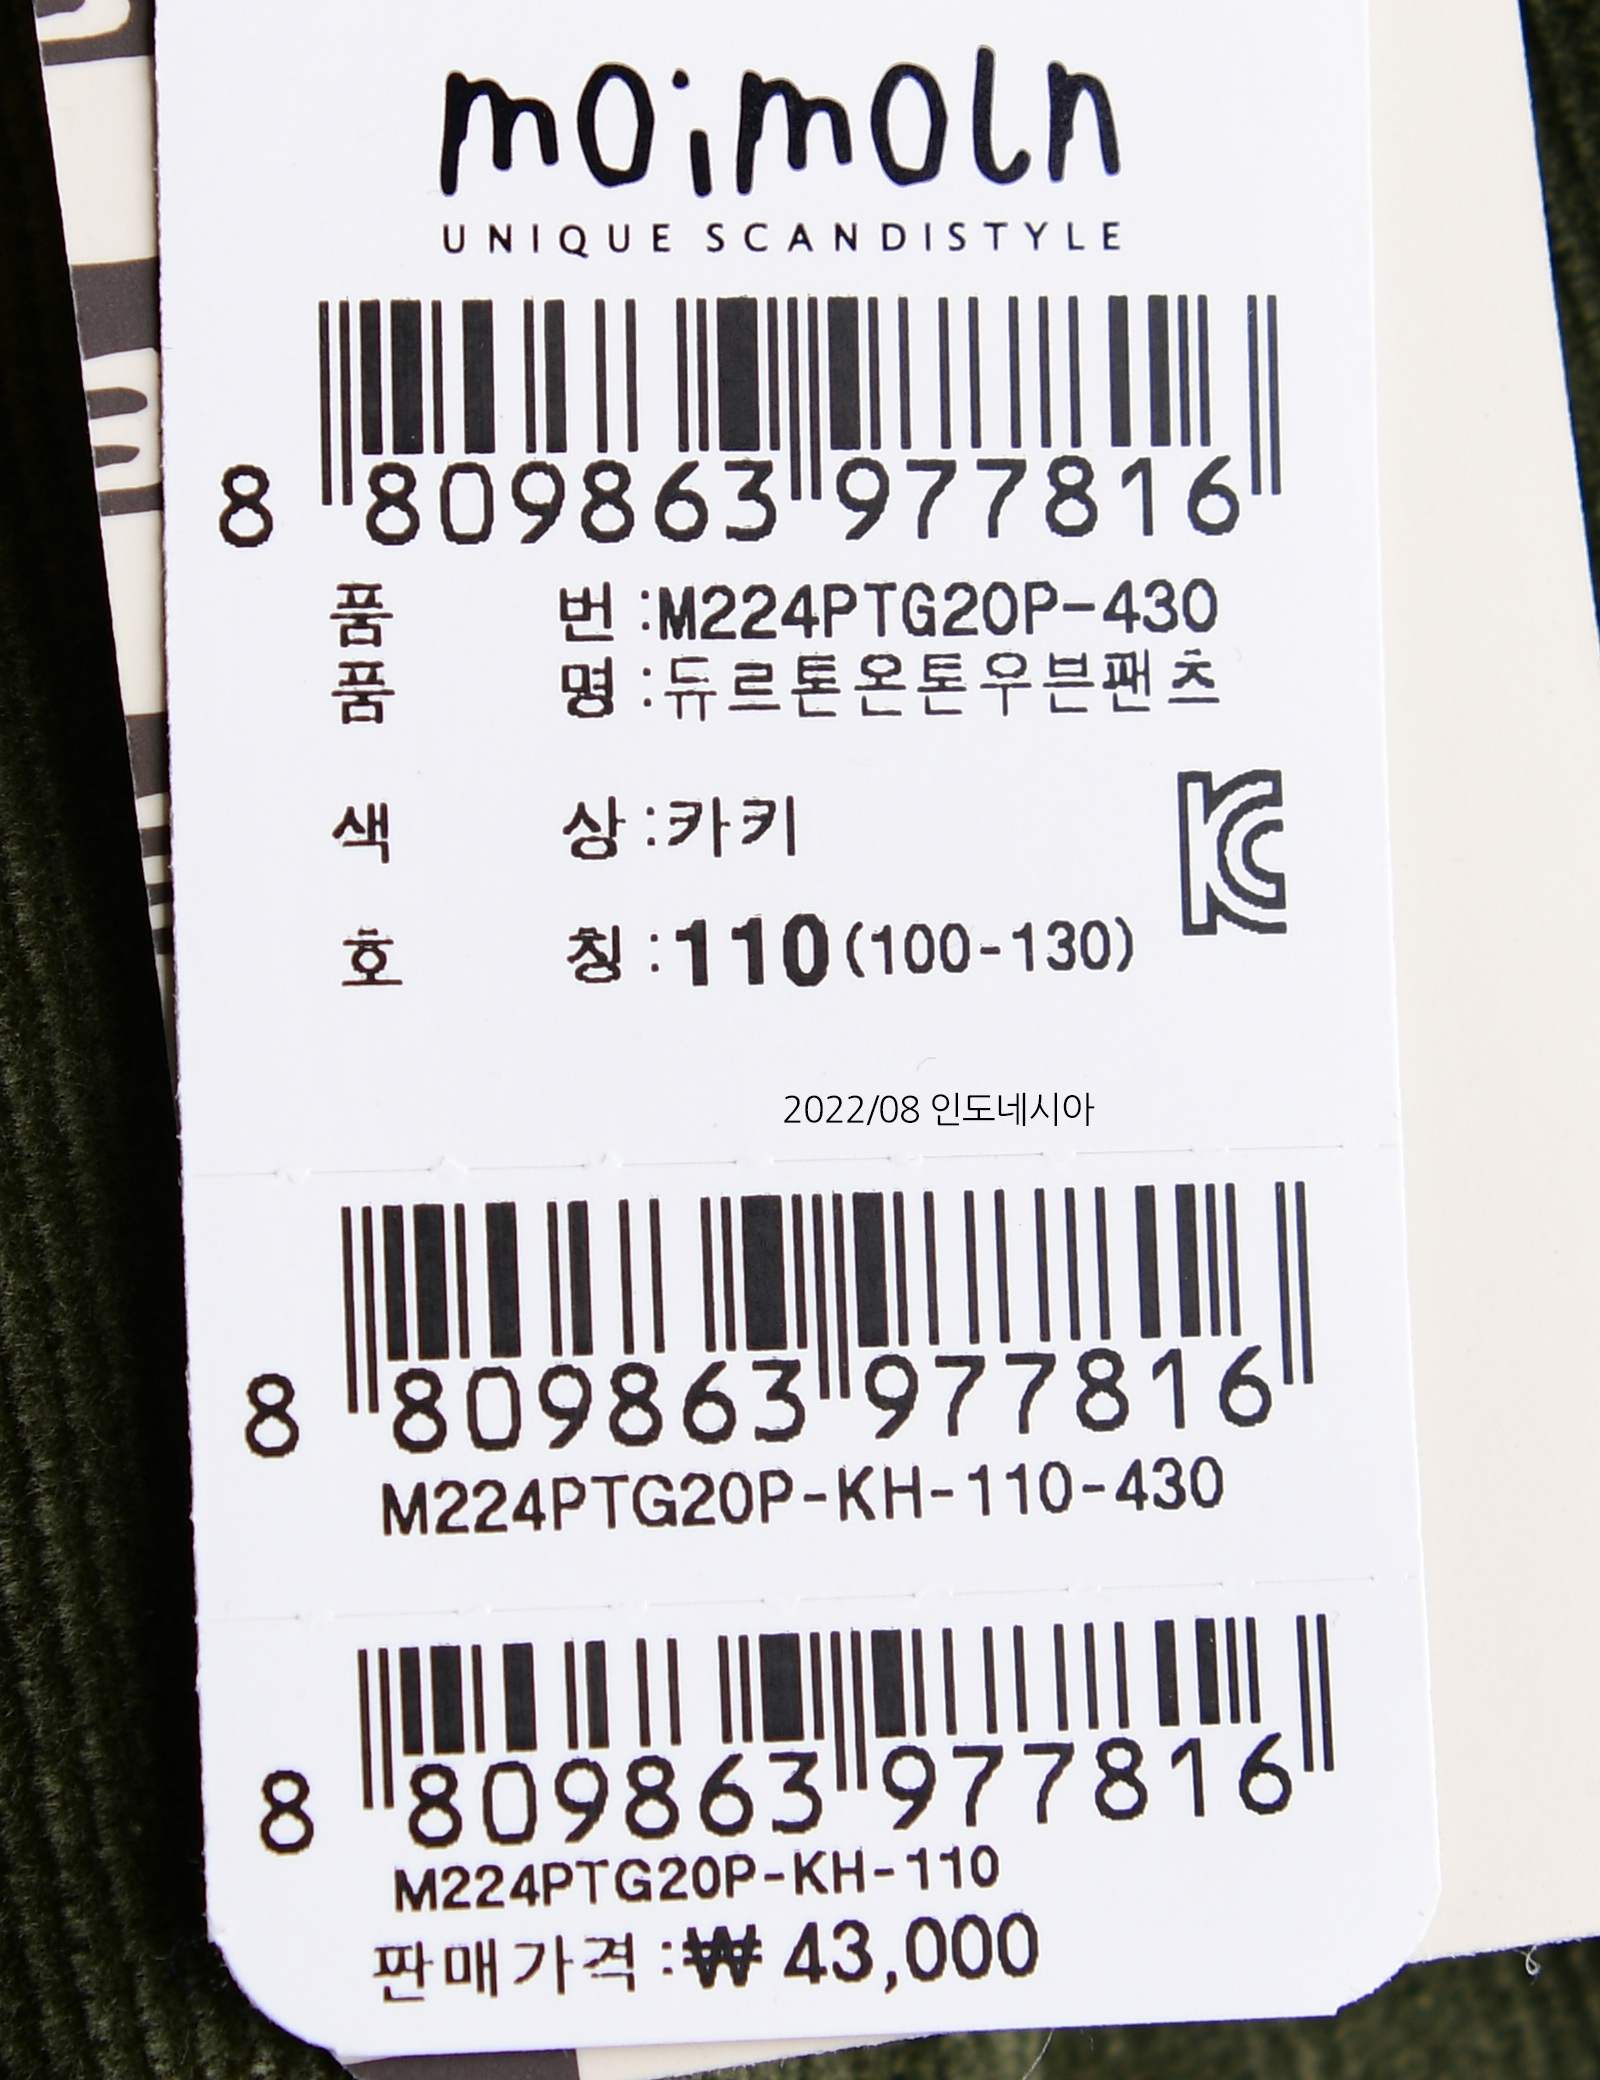 moimoln
UNIQUE SCANDISTYLE
8 809863 977816
품 번 :M224PTG20P-430
품 명 :듀르톤온톤우븐팬츠
색 상 :카키
KC
호 칭 :110(100-130)
2022/08 인도네시아
8 809863 977816
M224PTG20P-KH-110-430
8 809863 977816
M224PTG20P-KH-110
판매가격 :₩ 43,000